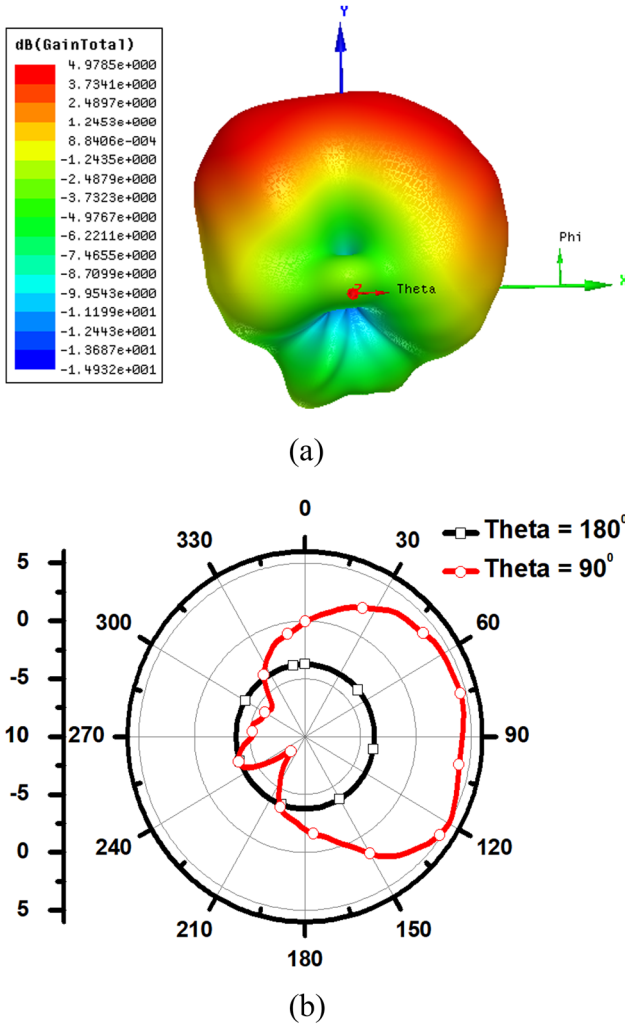 Y
dB(GainTotal)
4.9785e+000
3.7341e+000
2.4897e+000
1.2453e+000
8.8406e-004
-1.2435e+000
-2.4879e+000
-3.7323e+000
-4.9767e+000
-6.2211e+000
-7.4655e+000
-8.7099e+000
-9.9543e+000
-1.1199e+001
-1.2443e+001
-1.3687e+001
-1.4932e+001
Phi
X
Z
Theta
(a)
0
Theta = 180⁰
330
30
Theta = 90⁰
5
0
300
60
-5
10
270
90
-5
0
240
120
5
210
150
180
(b)